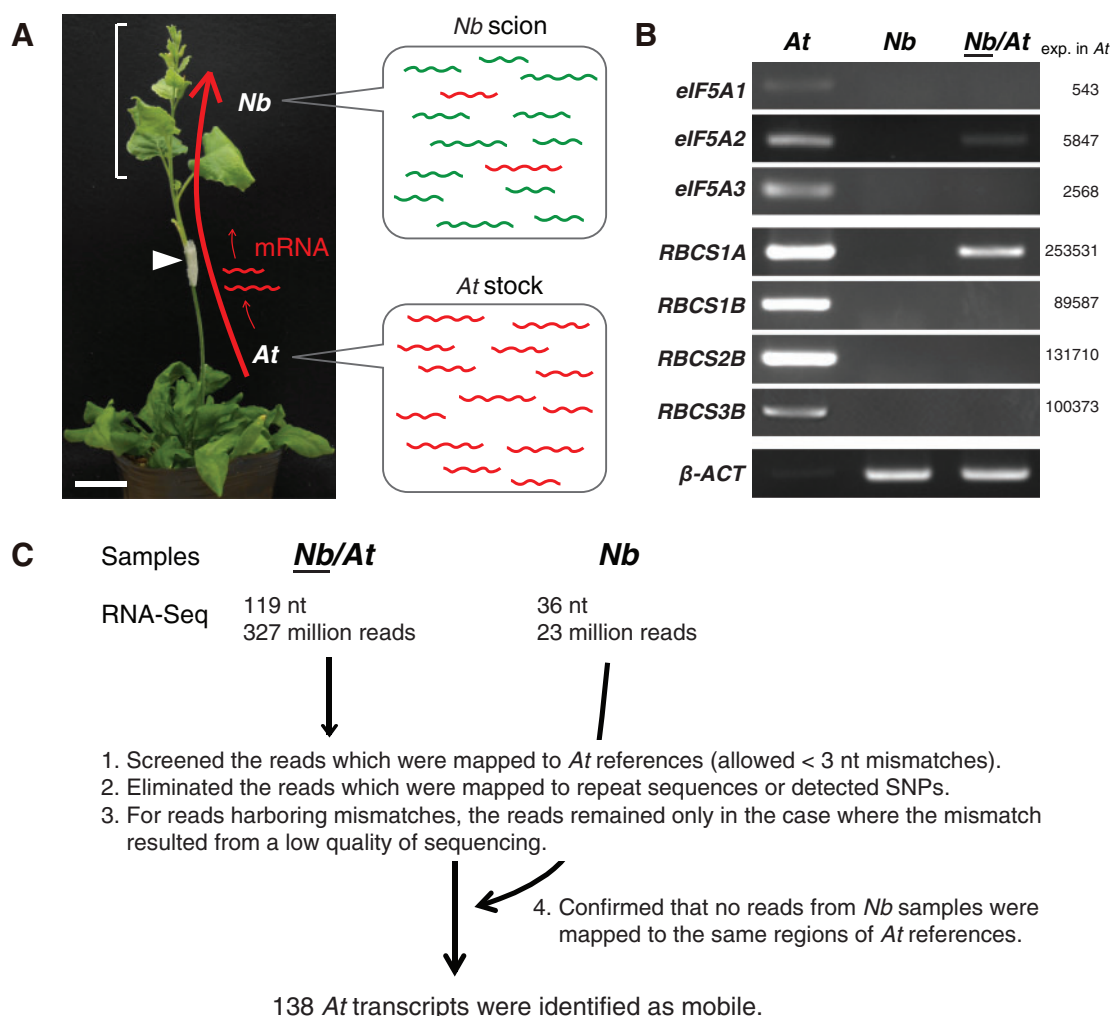 A
Nb scion
Nb
mRNA
At
At stock
B
At Nb Nb/At exp. in At
eIF5A1 543
eIF5A2 5847
eIF5A3 2568
RBCS1A 253531
RBCS1B 89587
RBCS2B 131710
RBCS3B 100373
β-ACT
C
Samples Nb/At Nb
RNA-Seq
119 nt 36 nt
327 million reads 23 million reads
1. Screened the reads which were mapped to At references (allowed < 3 nt mismatches).
2. Eliminated the reads which were mapped to repeat sequences or detected SNPs.
3. For reads harboring mismatches, the reads remained only in the case where the mismatch
resulted from a low quality of sequencing.
4. Confirmed that no reads from Nb samples were
mapped to the same regions of At references.
138 At transcripts were identified as mobile.